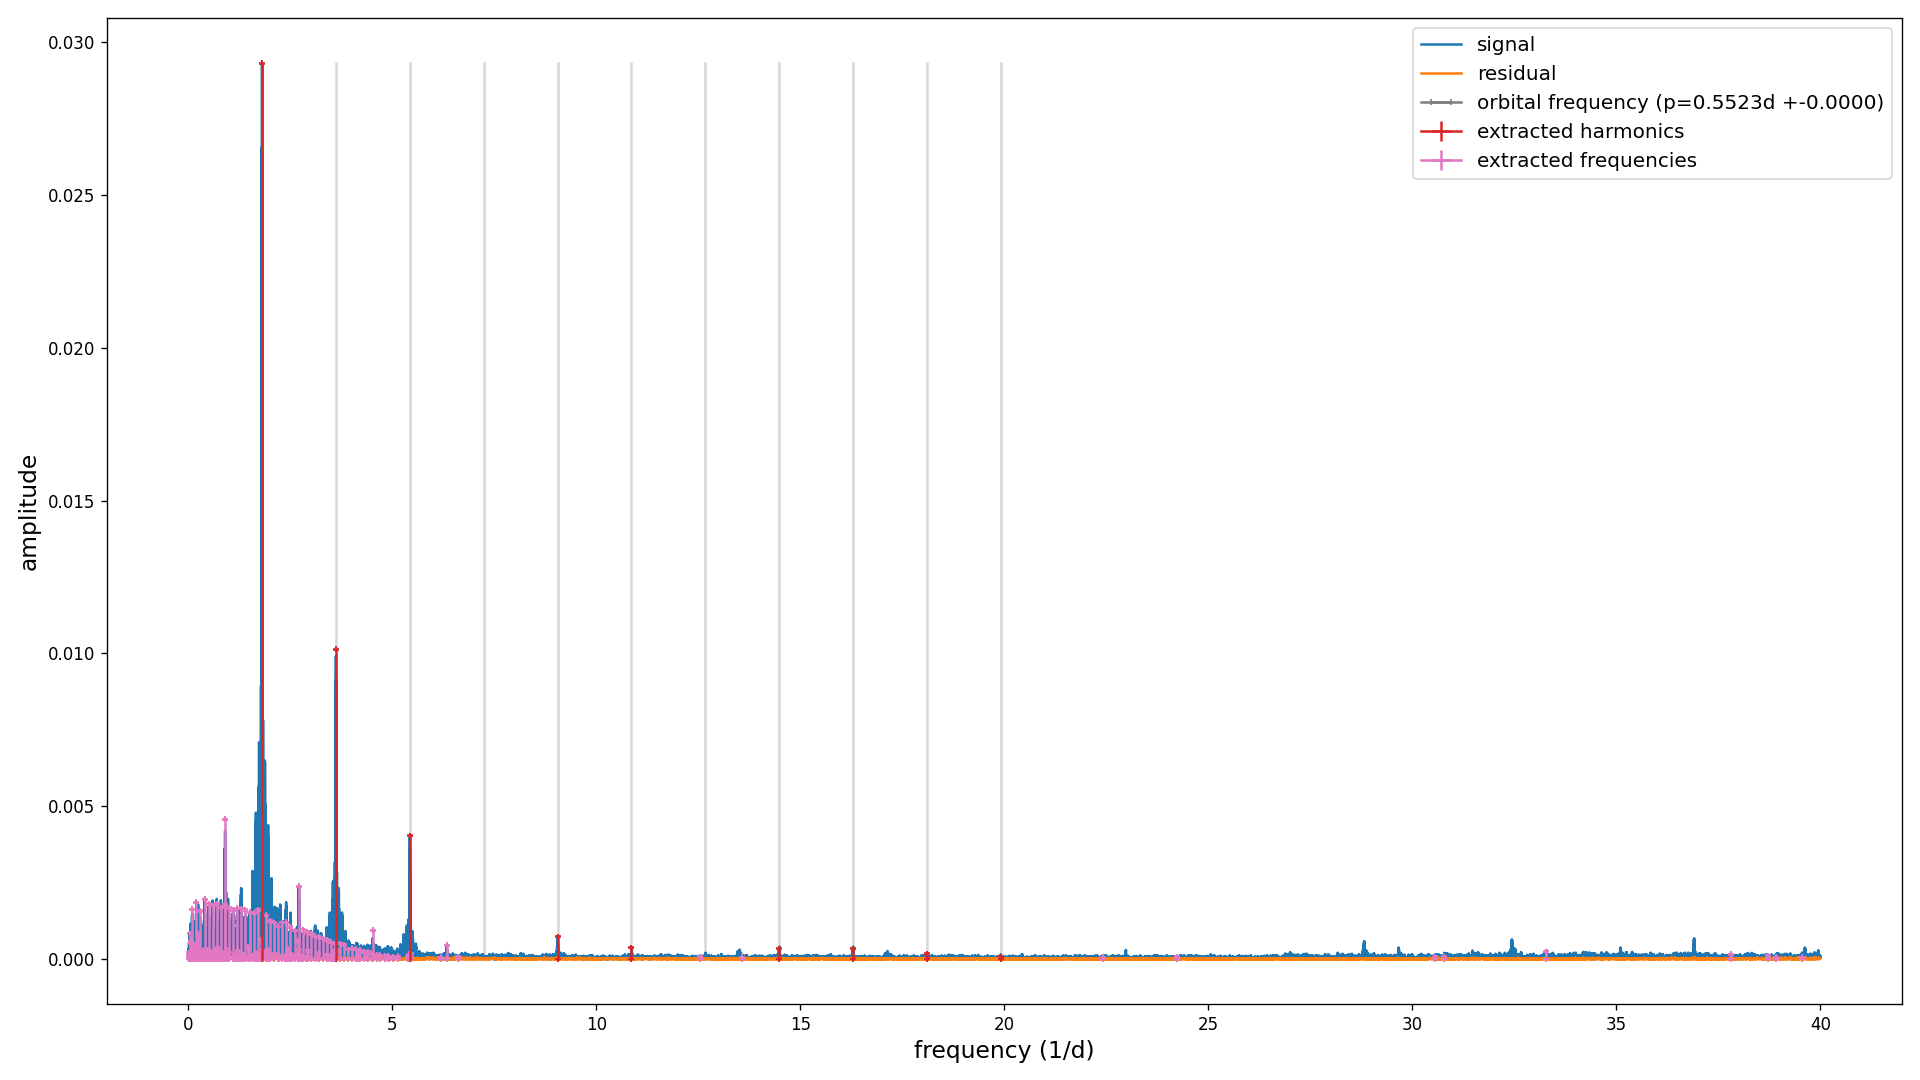 0.030
0.025
0.020
0.015
0.010
0.005
0.000
amplitude
signal
residual
orbital frequency (p=0.5523d +-0.0000)
extracted harmonics
extracted frequencies
0 5 10 15 20 25 30 35 40
frequency (1/d)